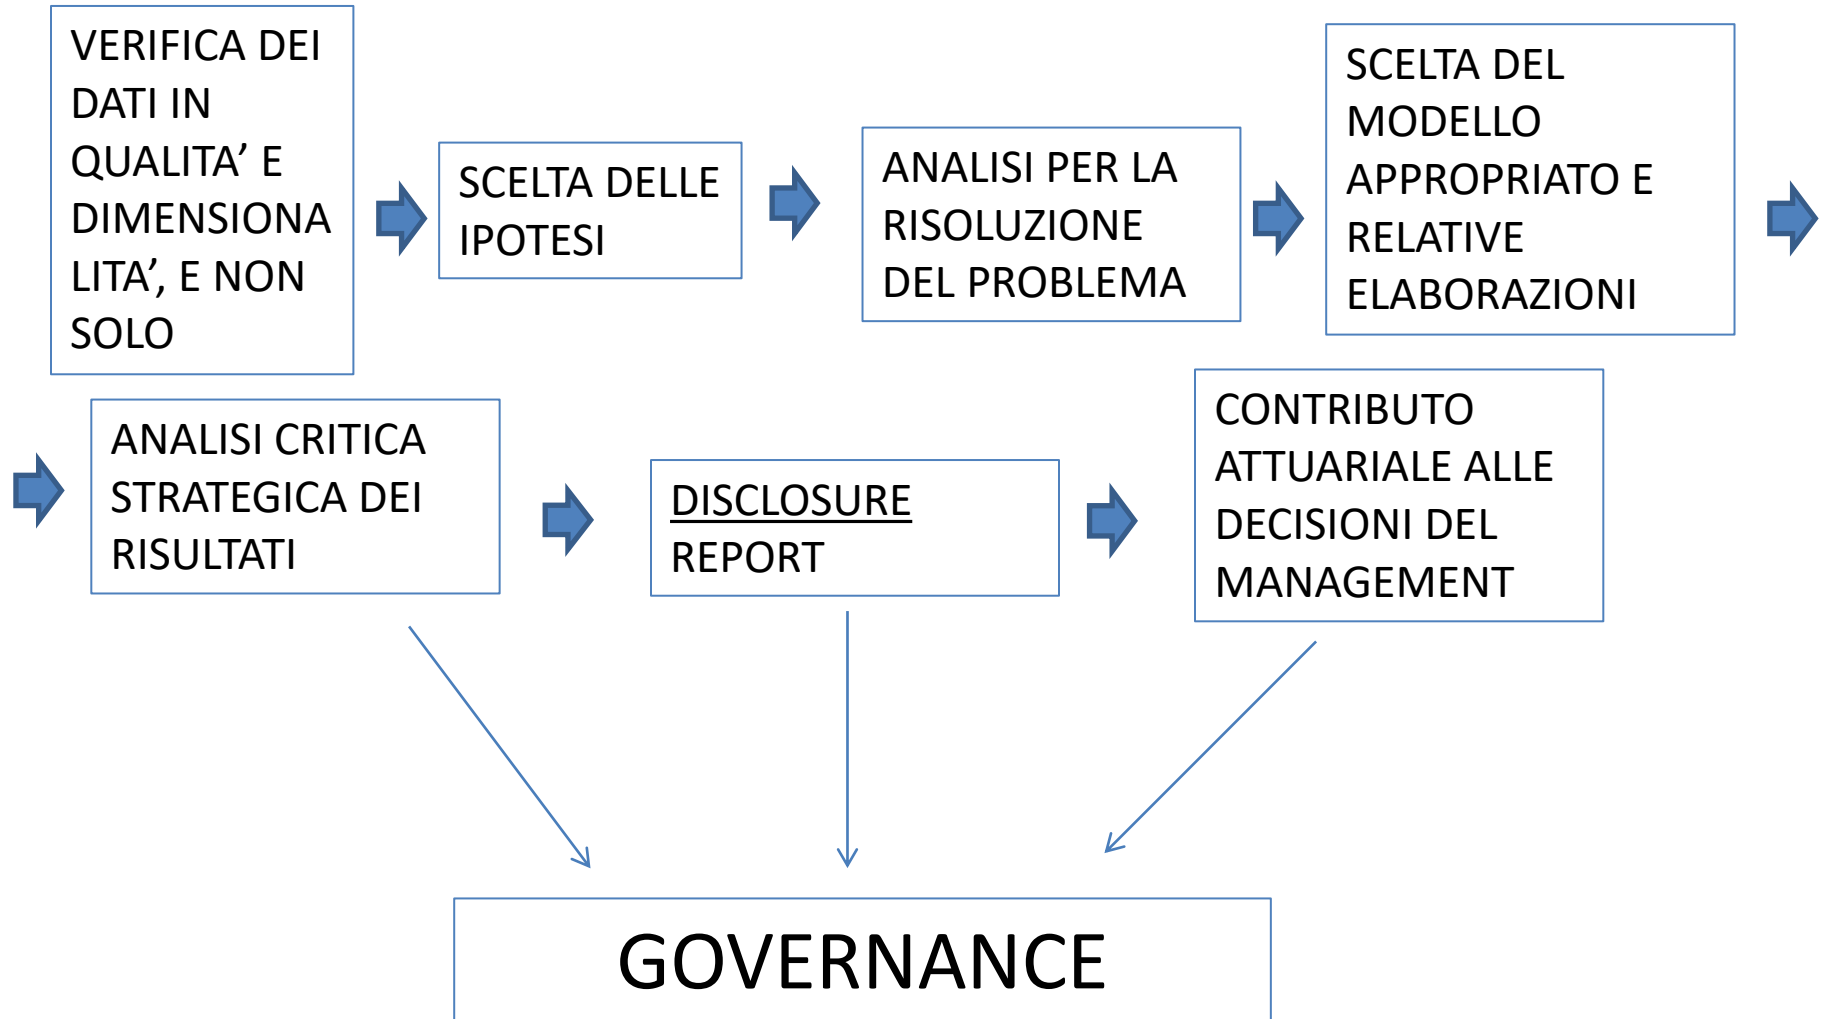 VERIFICA DEI
DATI IN
QUALITA’ E
DIMENSIONA
LITA’, E NON
SOLO
SCELTA DELLE
IPOTESI
ANALISI PER LA
RISOLUZIONE
DEL PROBLEMA
SCELTA DEL
MODELLO
APPROPRIATO E
RELATIVE
ELABORAZIONI
ANALISI CRITICA
STRATEGICA DEI
RISULTATI
DISCLOSURE
REPORT
CONTRIBUTO
ATTUARIALE ALLE
DECISIONI DEL
MANAGEMENT
GOVERNANCE